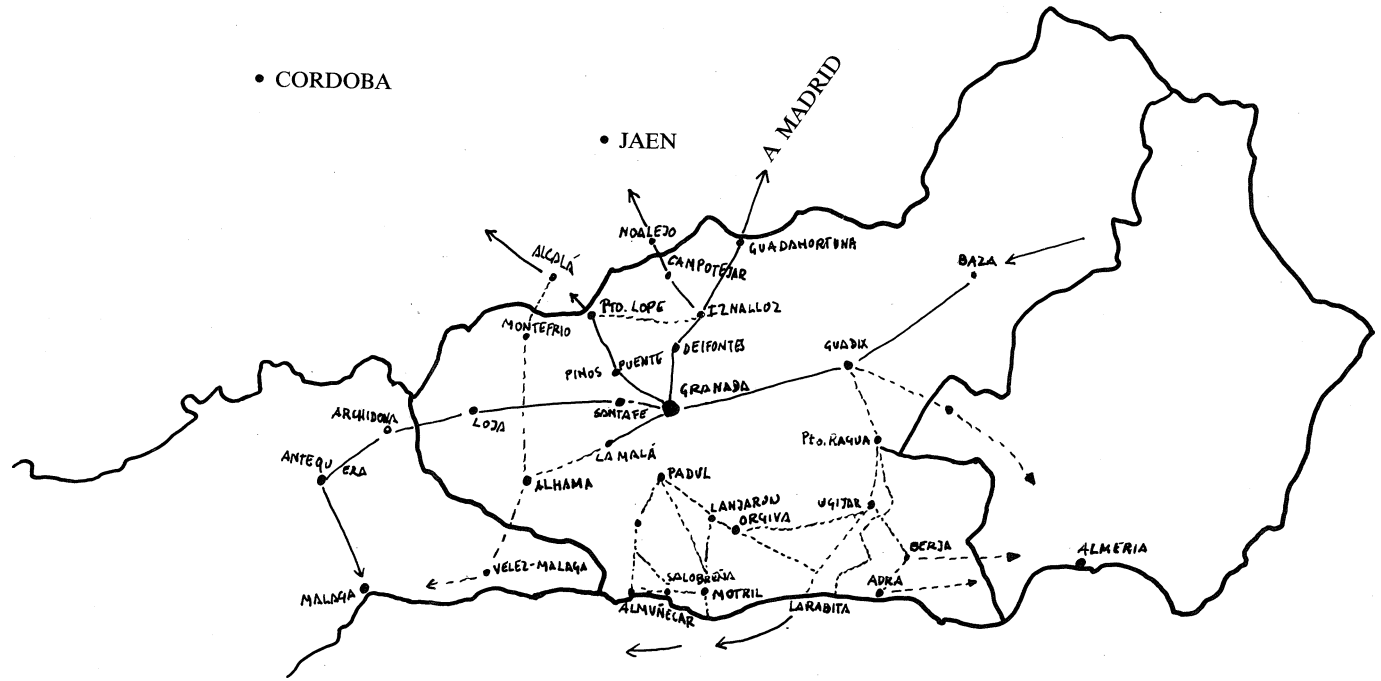 CORDOBA
JAEN
A MADRID
NOALEJO
GUADAHORTUNA
ALCALÁ
CAMPOTEJAR
BAZA
PTO. LOPE
IZNALLOZ
MONTEFRIO
DEIFONTES
GUADIX
PINOS PUENTE
GRANADA
ARCHIDONA
LOJA
SANTAFE
LA MALÁ
PTO. RAGUA
ANTEQUERA
ALHAMA
PADUL
LANJARON
ORGIVA
UGIJAR
BERJA
ALMERIA
VELEZ-MALAGA
SALOBREÑA
ADRA
MALAGA
ALMUÑECAR
MOTRIL
LARABITA